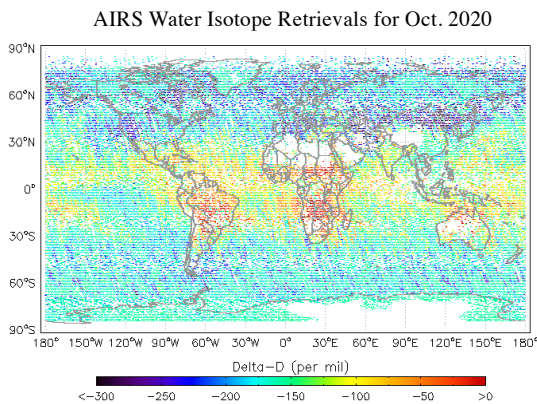 AIRS Water Isotope Retrievals for Oct. 2020
90°N
60°N
30°N
0°
30°S
60°S
90°S
180°W 150°W 120°W 90°W 60°W 30°W 0° 30°E 60°E 90°E 120°E 150°E 180°E
Delta-D (per mil)
<-300 -250 -200 -150 -100 -50 >0